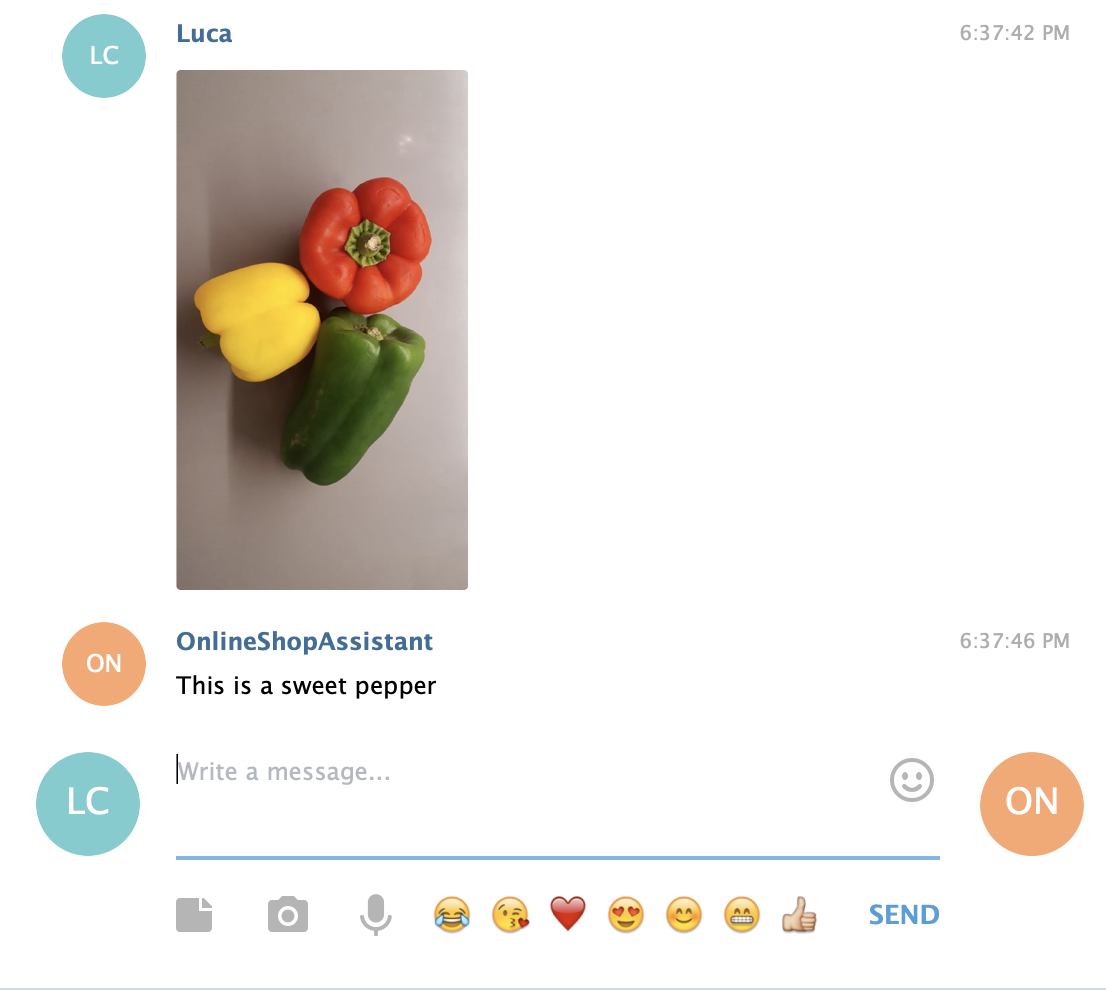 LC
Luca
6:37:42 PM
ON
OnlineShopAssistant
6:37:46 PM
This is a sweet pepper
LC
Write a message...
ON
SEND